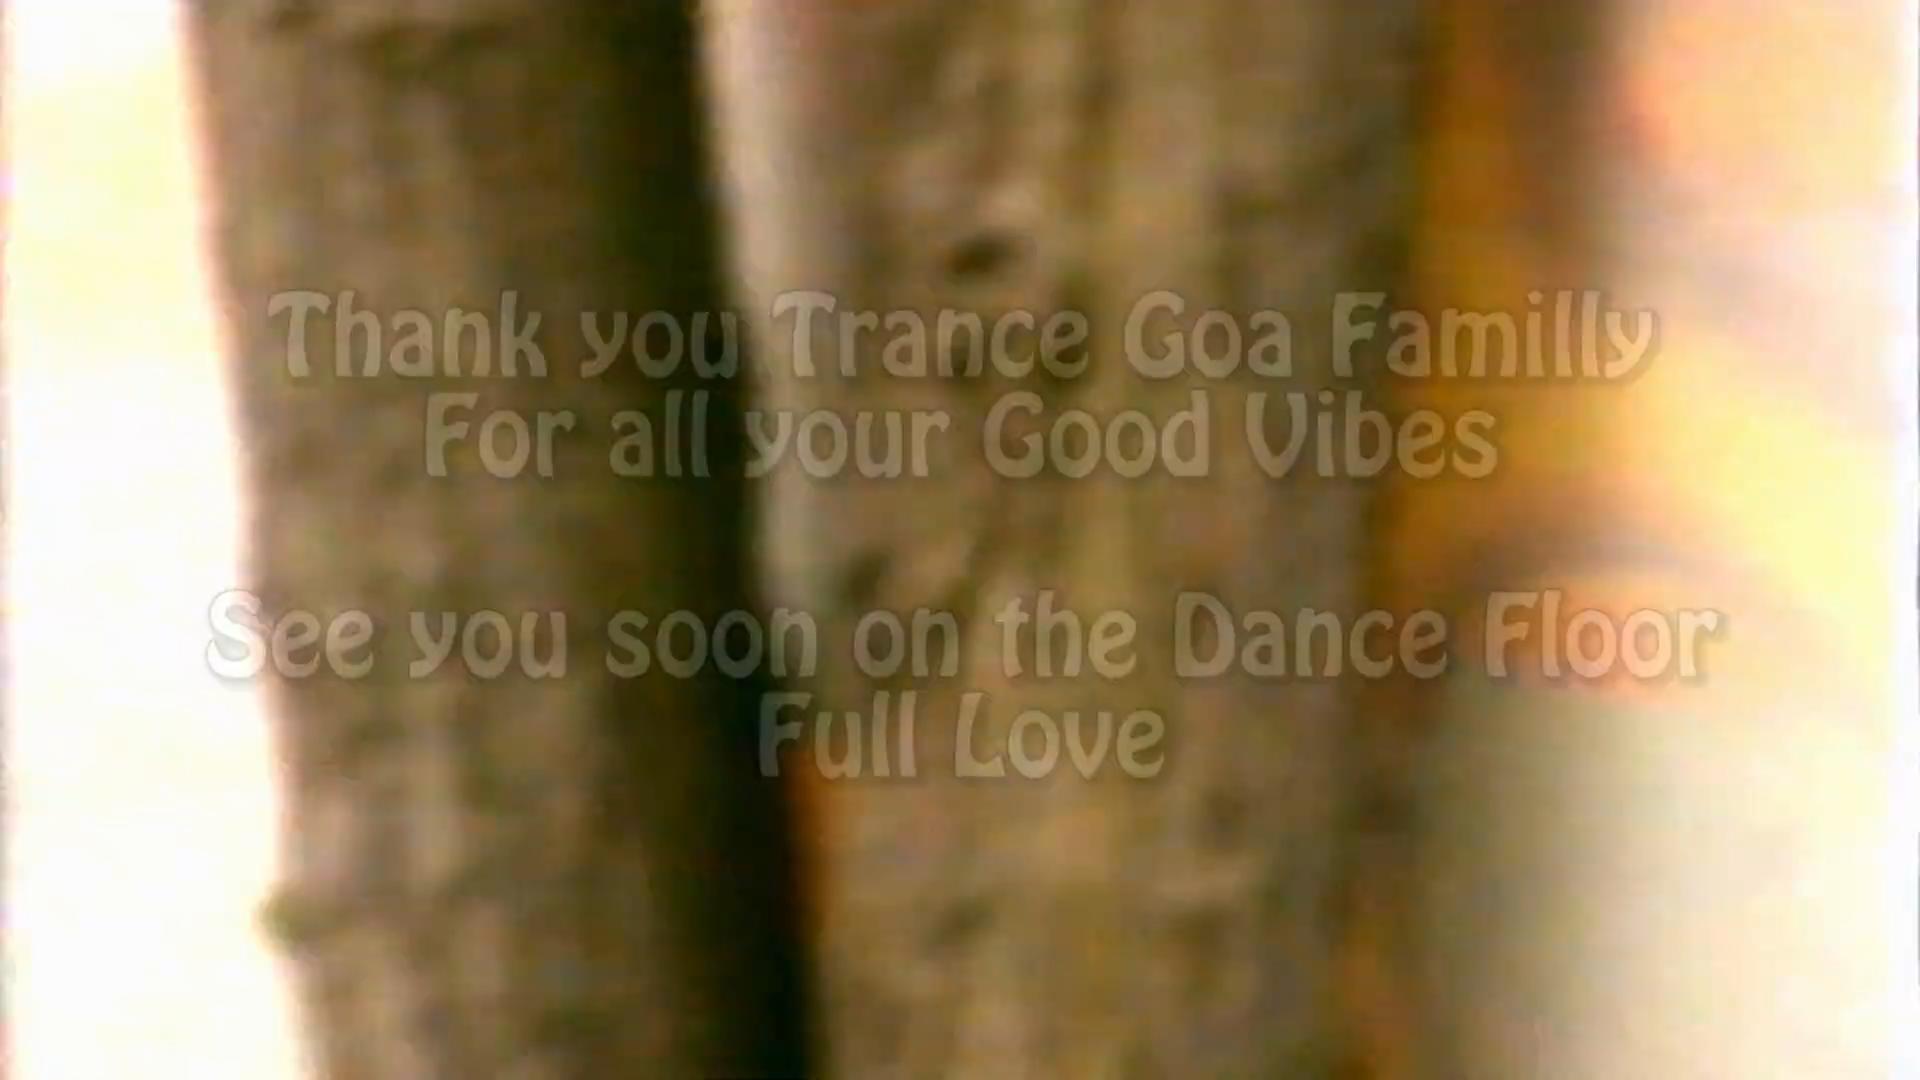 Thank you Trance Goa Familly
For all your Good Vibes
See you soon on the Dance Floor
Full Love